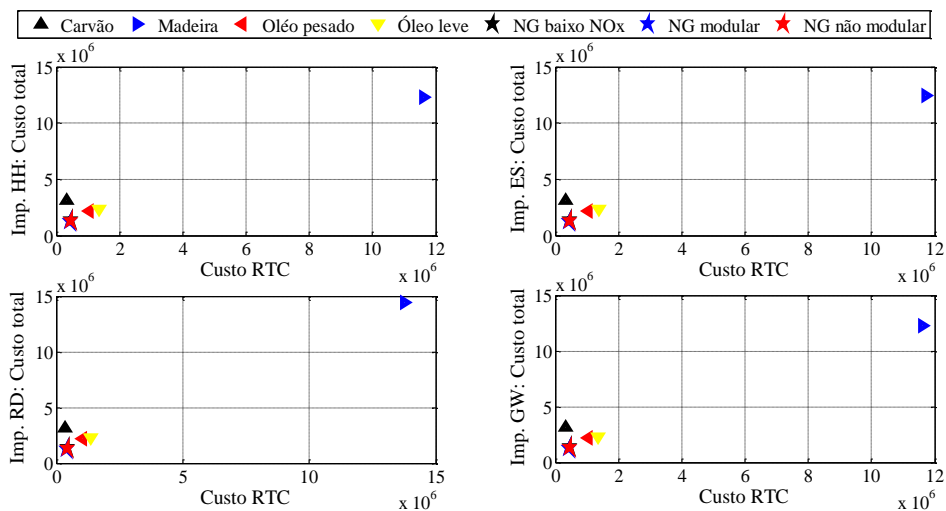 Carvão Madeira Oléo pesado Óleo leve NG baixo NOx NG modular NG não modular
x 10^6
15
10
5
0
Imp. HH: Custo total
0 2 4 6 8 10 12
Custo RTC
x 10^6
x 10^6
15
10
5
0
Imp. ES: Custo total
0 2 4 6 8 10 12
Custo RTC
x 10^6
x 10^6
15
10
5
0
Imp. RD: Custo total
0 5 10 15
Custo RTC
x 10^6
x 10^6
15
10
5
0
Imp. GW: Custo total
0 2 4 6 8 10 12
Custo RTC
x 10^6